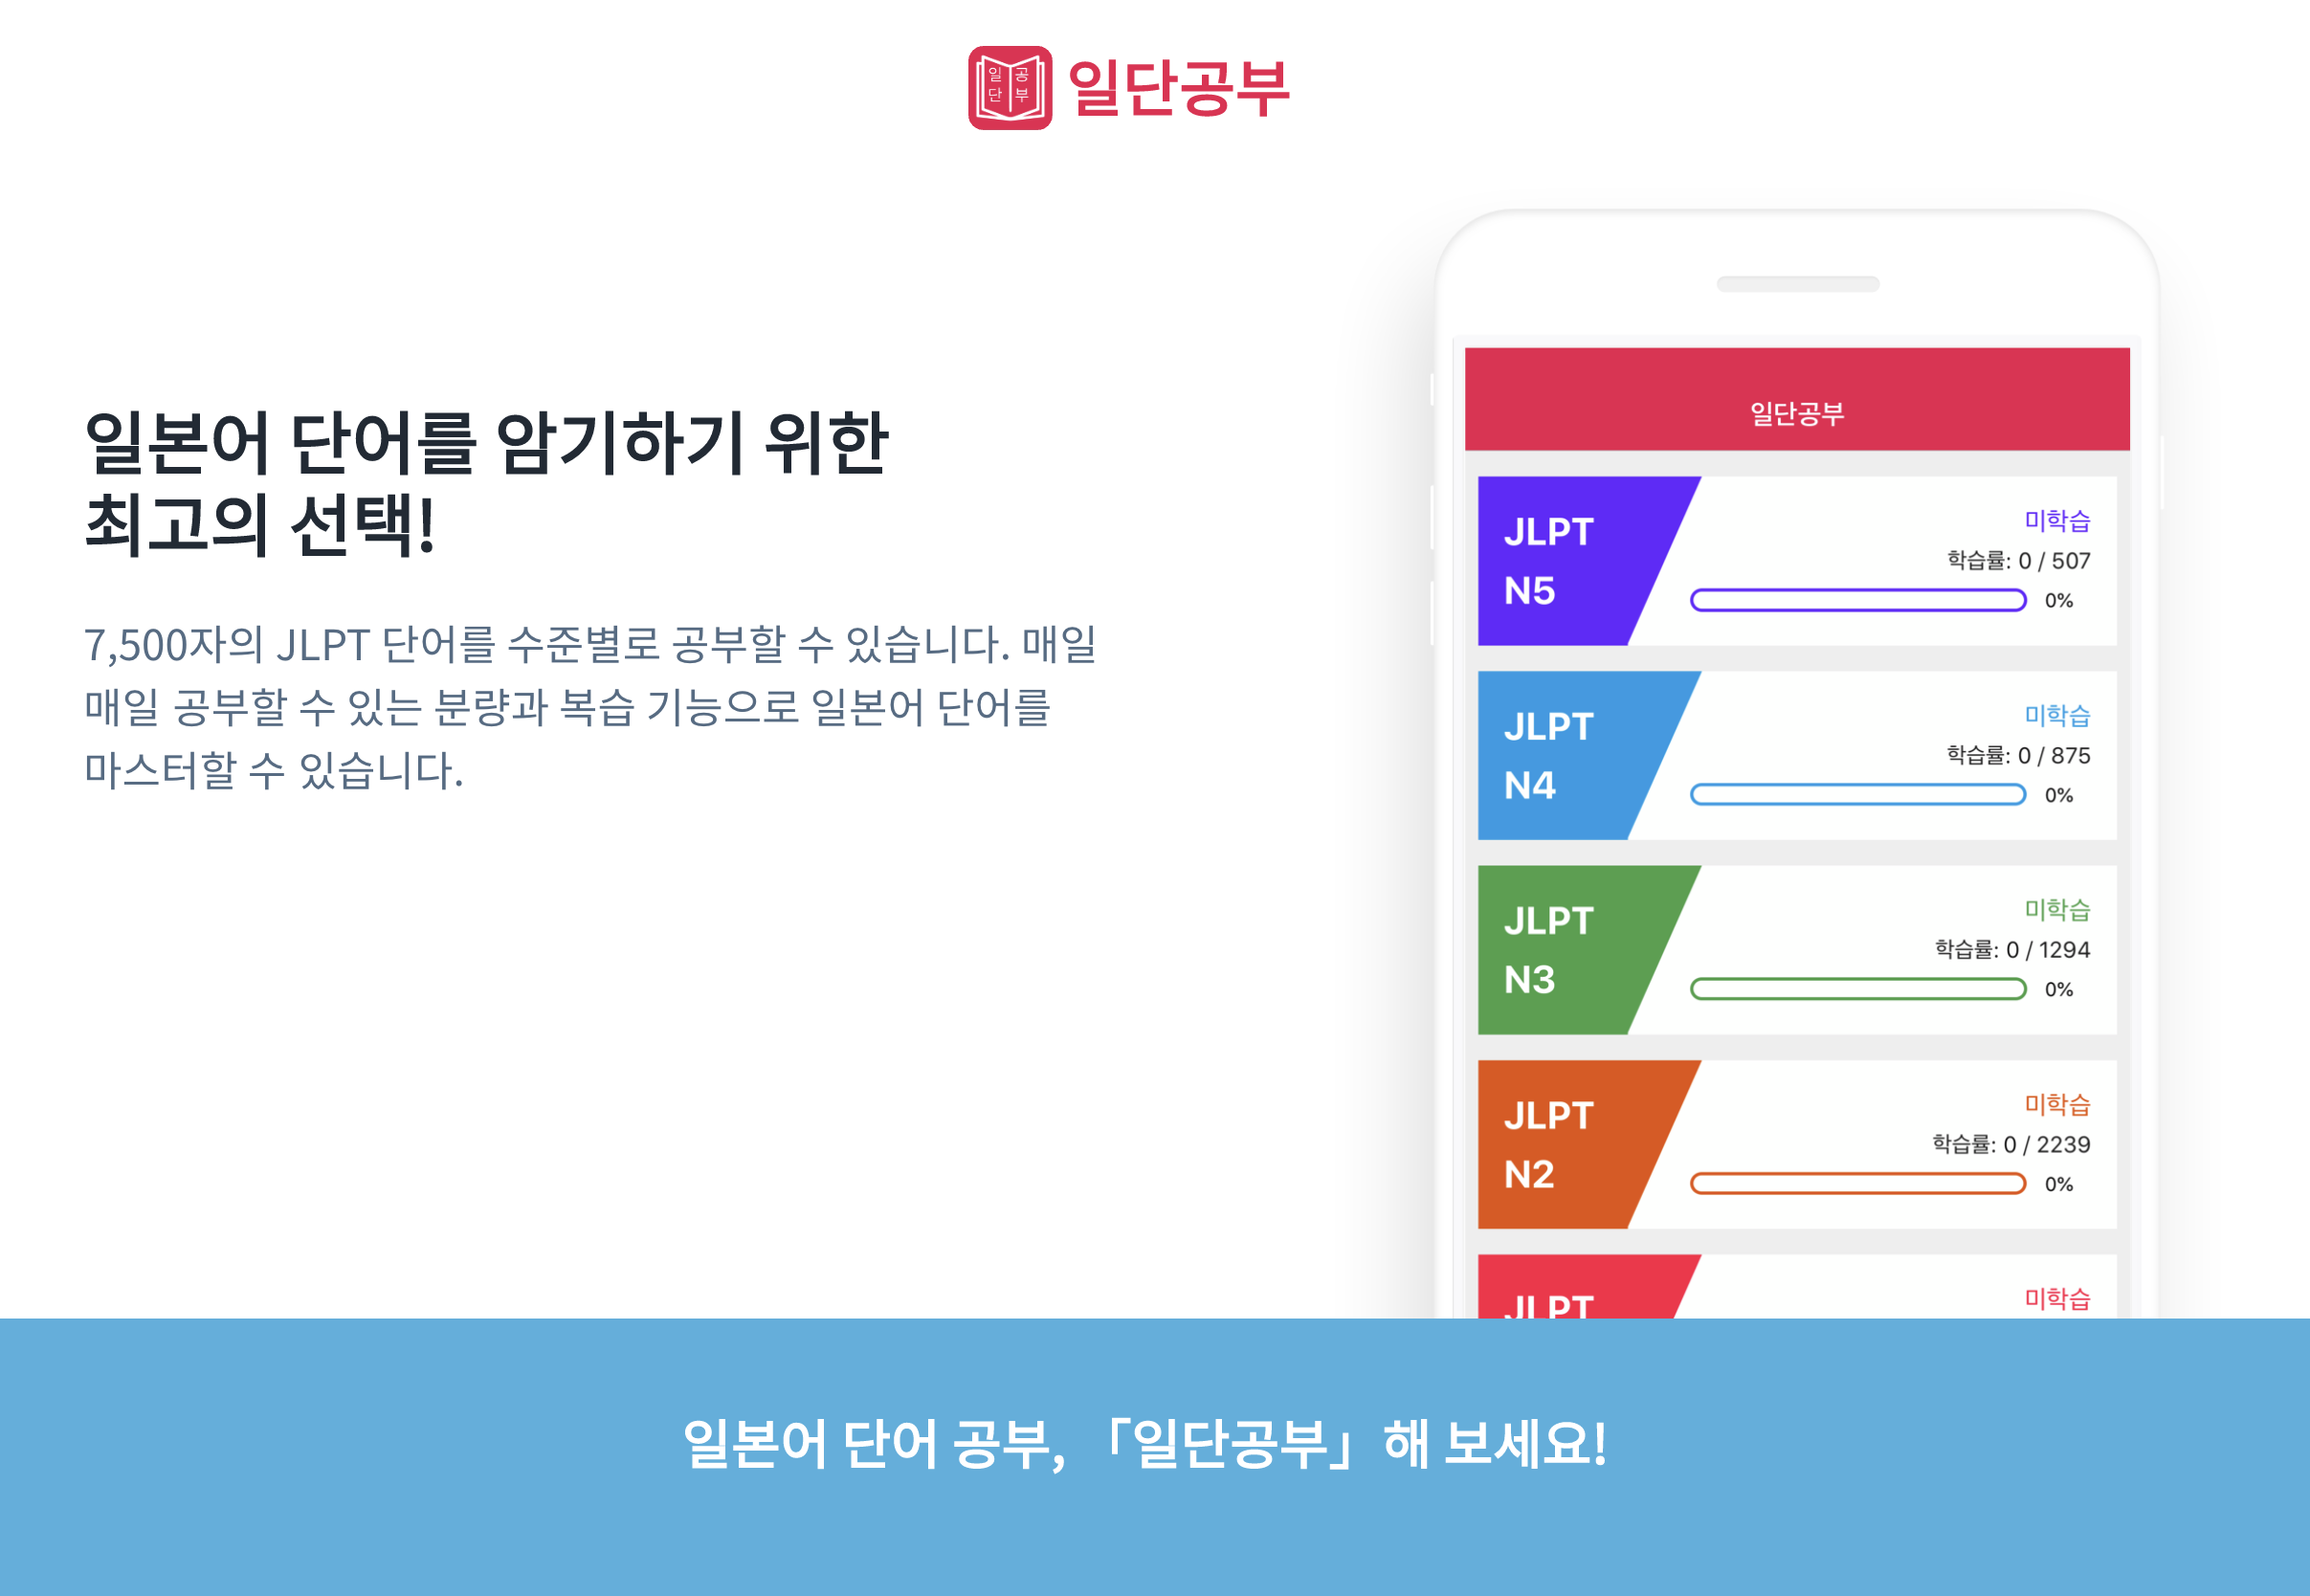 일 공
단 부
일단공부
일본어 단어를 암기하기 위한
최고의 선택!
7,500자의 JLPT 단어를 수준별로 공부할 수 있습니다. 매일
매일 공부할 수 있는 분량과 복습 기능으로 일본어 단어를
마스터할 수 있습니다.
일단공부
JLPT
N5
미학습
학습률: 0 / 507
0%
JLPT
N4
미학습
학습률: 0 / 875
0%
JLPT
N3
미학습
학습률: 0 / 1294
0%
JLPT
N2
미학습
학습률: 0 / 2239
0%
JLPT
미학습
일본어 단어 공부, 「일단공부」 해 보세요!